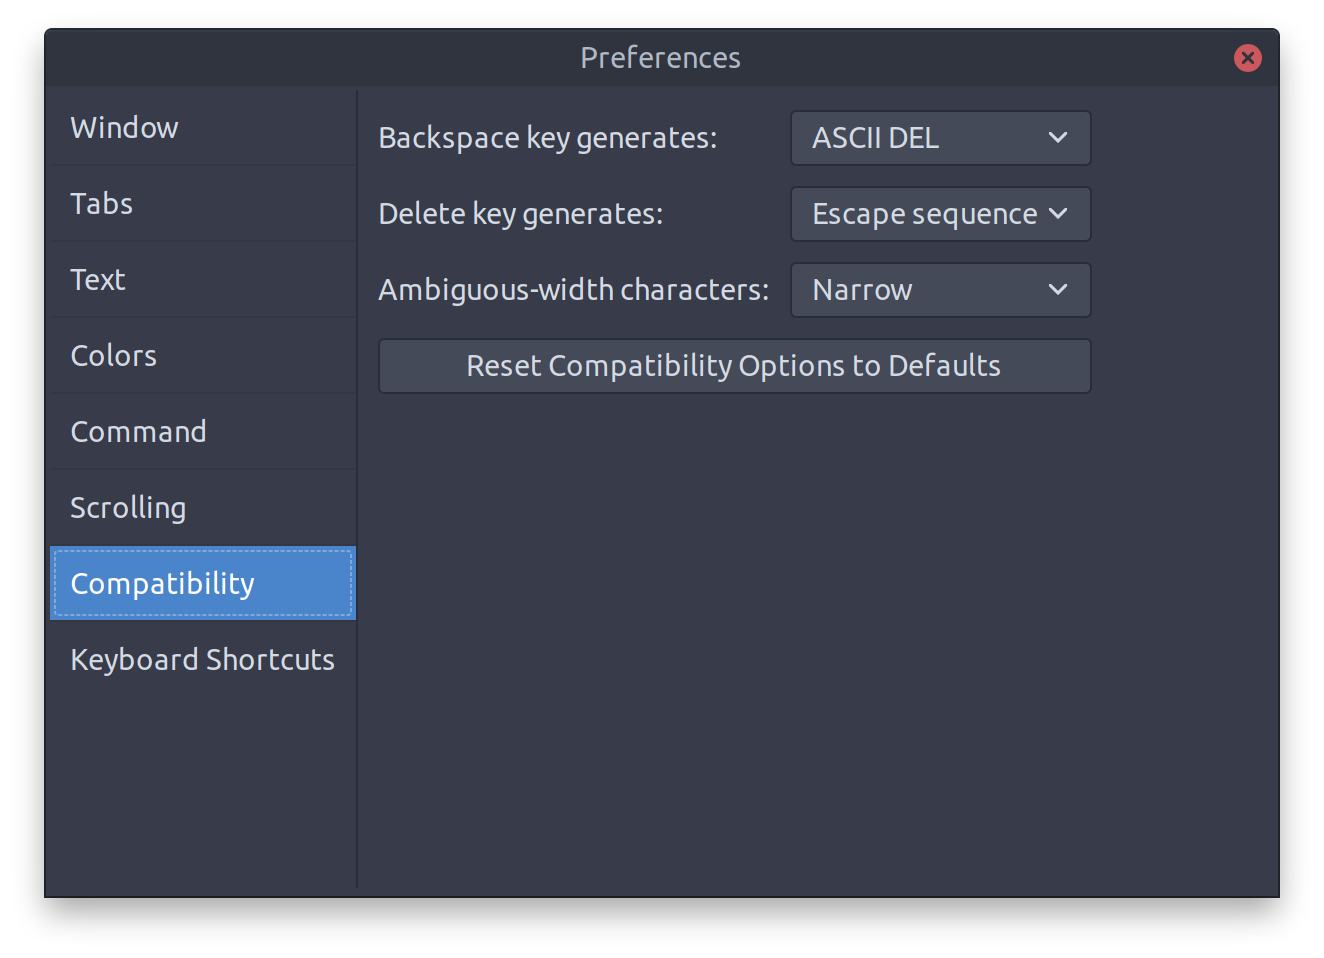 Preferences
Window
Tabs
Text
Colors
Command
Scrolling
Compatibility
Keyboard Shortcuts
Backspace key generates: ASCII DEL
Delete key generates: Escape sequence
Ambiguous-width characters: Narrow
Reset Compatibility Options to Defaults